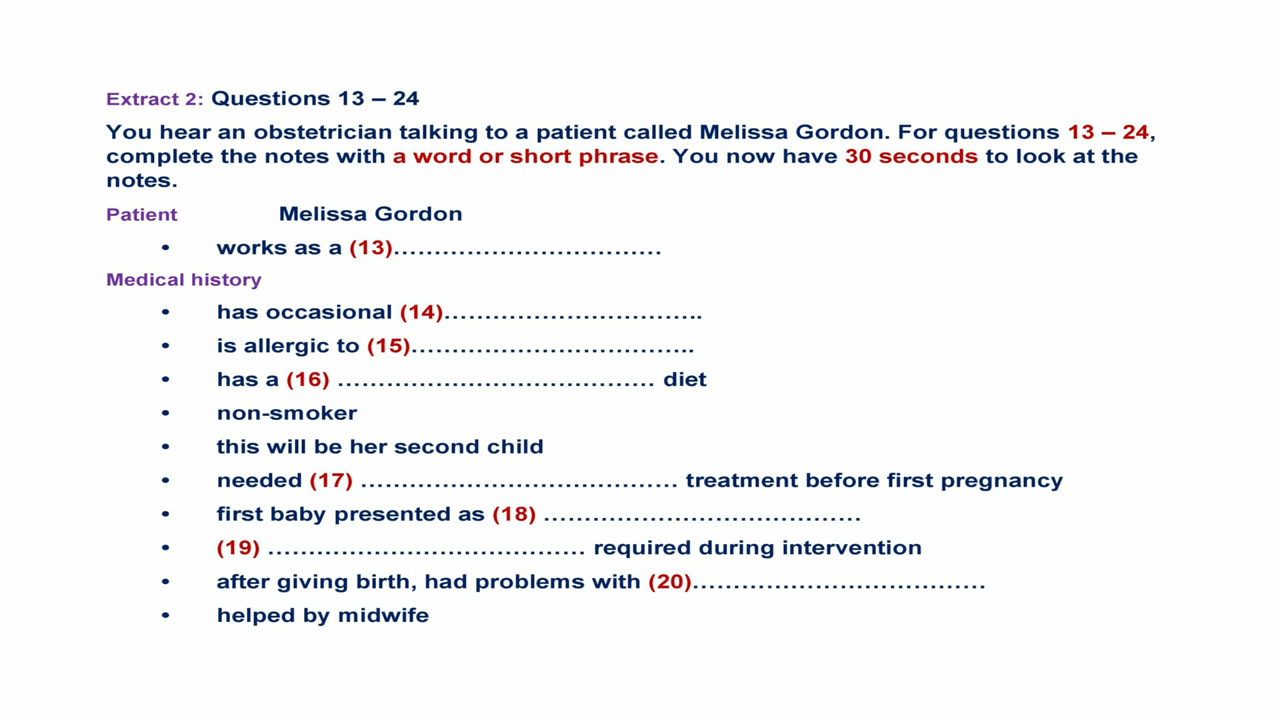 Extract 2: Questions 13 – 24
You hear an obstetrician talking to a patient called Melissa Gordon. For questions 13 – 24,
complete the notes with a word or short phrase. You now have 30 seconds to look at the
notes.
Patient Melissa Gordon
• works as a (13)……………………………
Medical history
• has occasional (14)…………………………..
• is allergic to (15)……………………………..
• has a (16) ………………………………… diet
• non-smoker
• this will be her second child
• needed (17) ………………………………… treatment before first pregnancy
• first baby presented as (18) …………………………………
• (19) ………………………………… required during intervention
• after giving birth, had problems with (20)………………………………
• helped by midwife